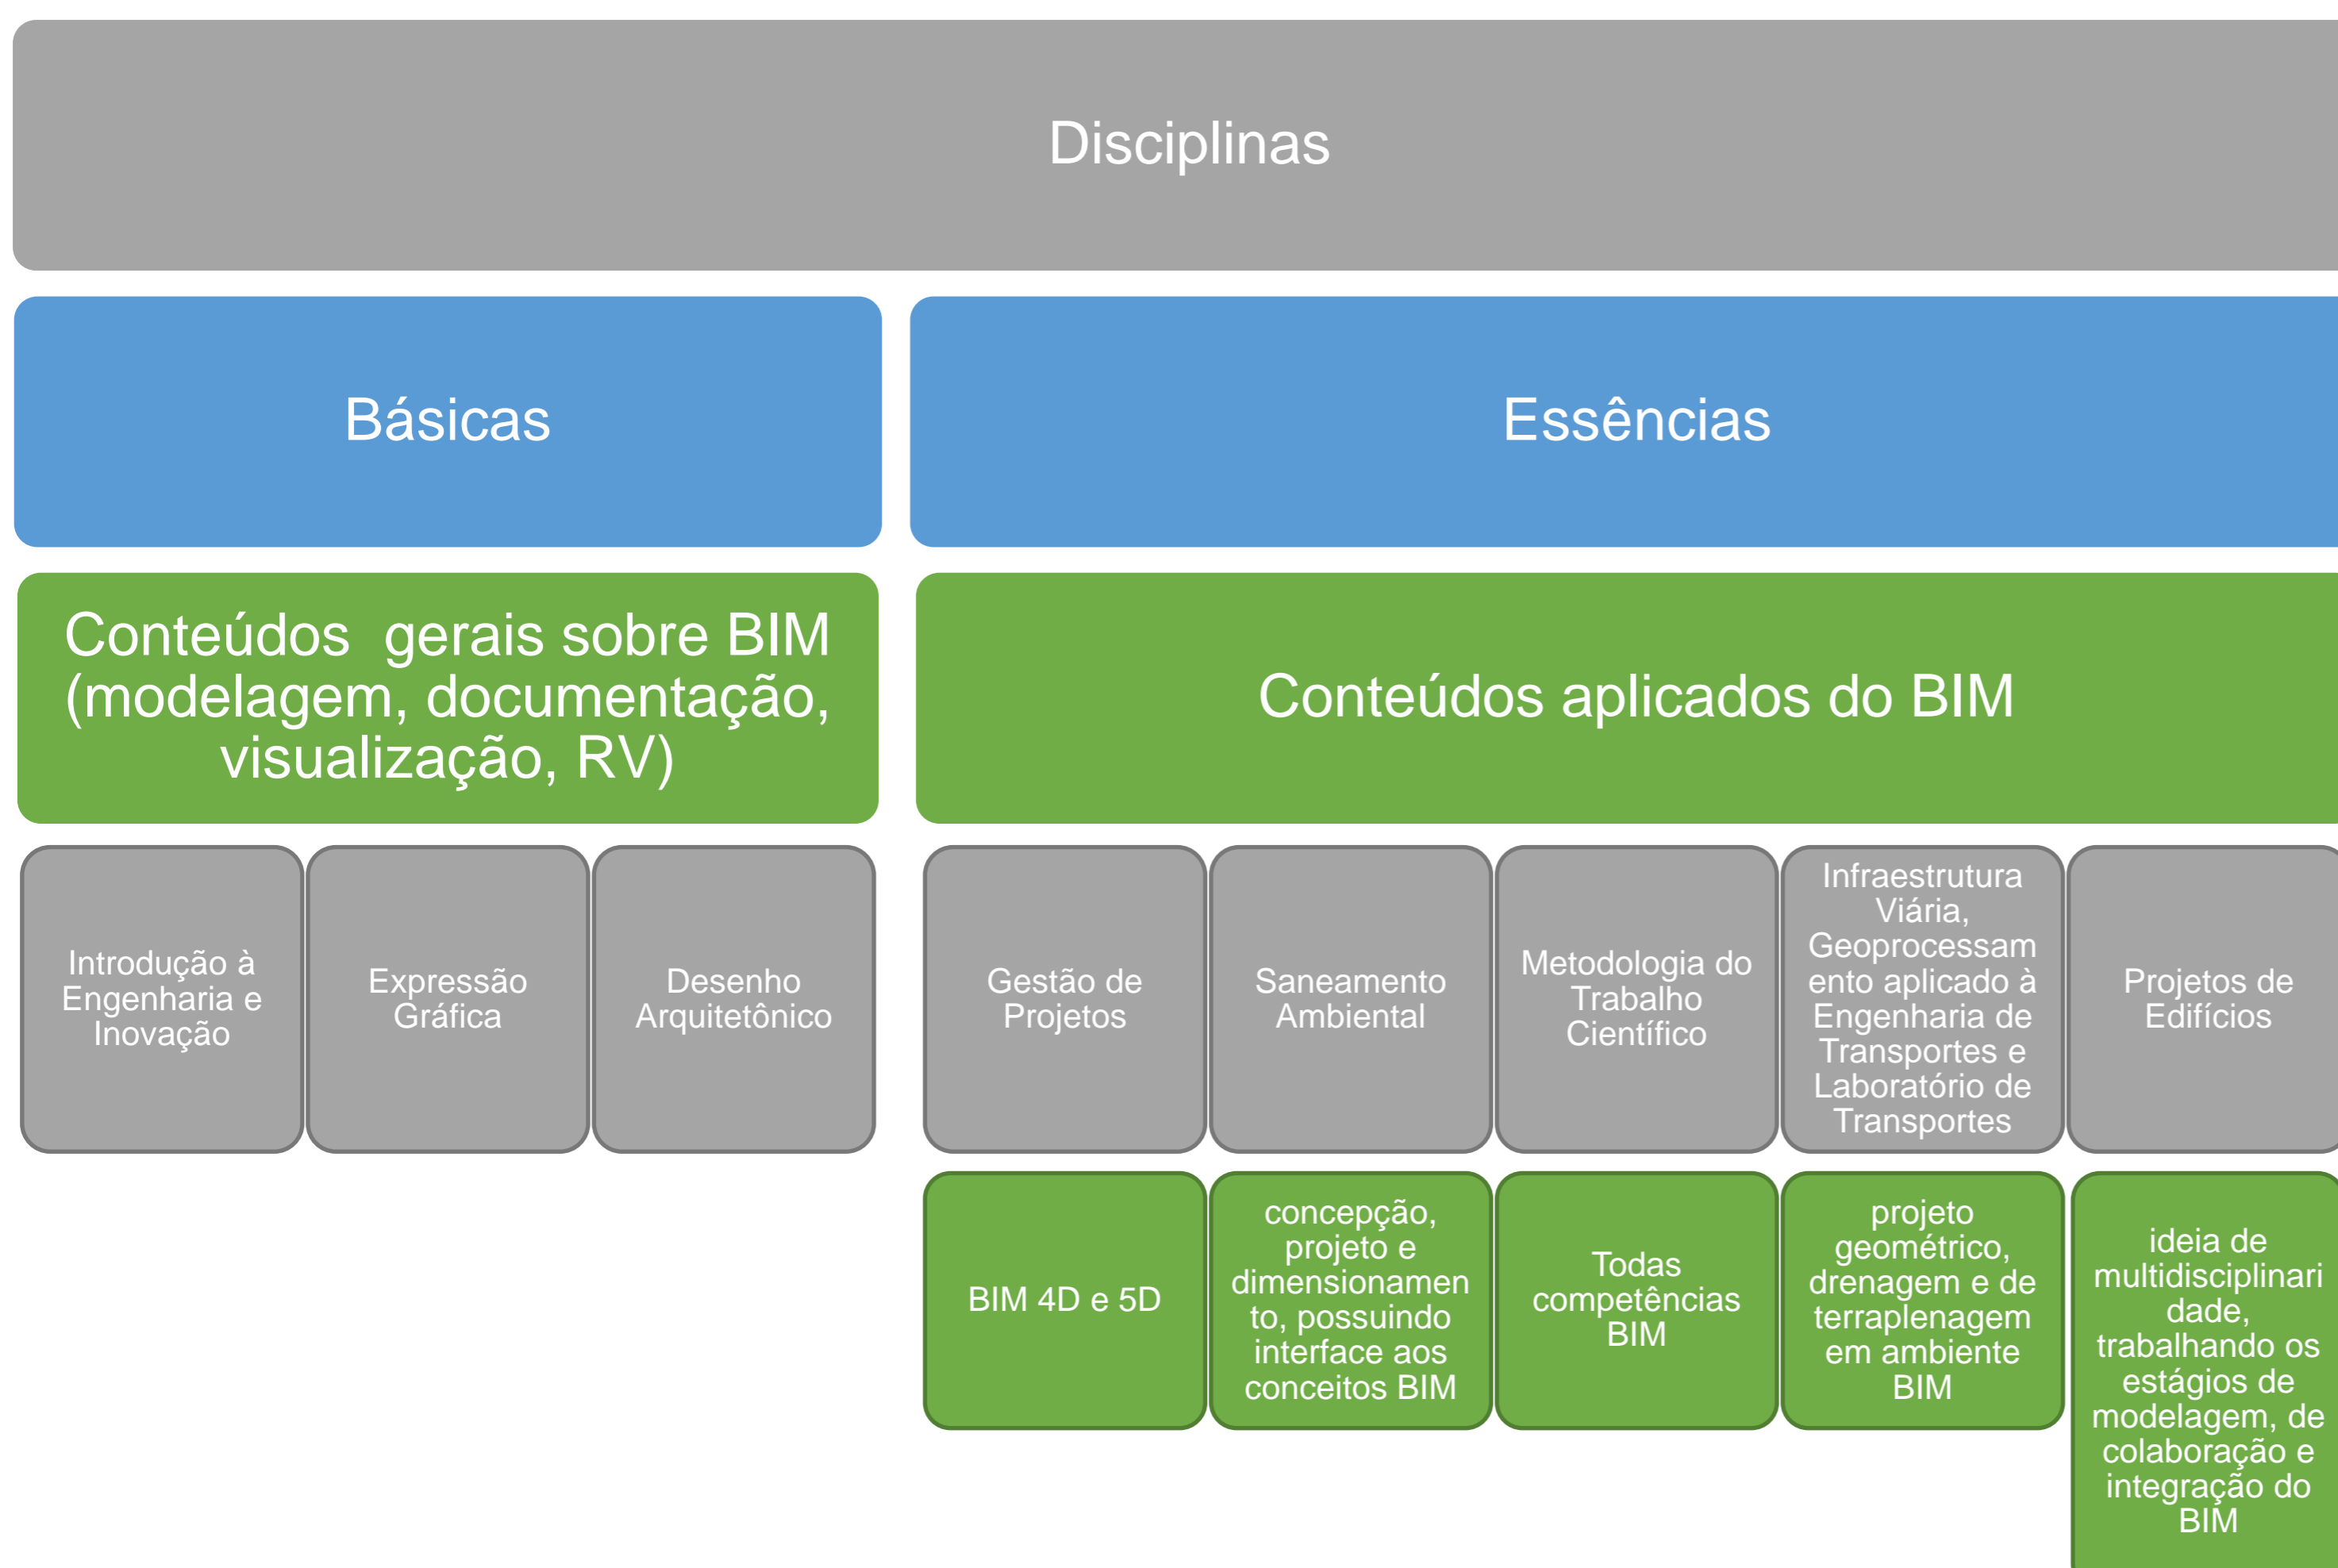 Disciplinas
Básicas
Essências
Conteúdos  gerais sobre BIM
(modelagem, documentação,
visualização, RV)
Conteúdos aplicados do BIM
Introdução à
Engenharia e
Inovação
Expressão
Gráfica
Desenho
Arquitetônico
Gestão de
Projetos
Saneamento
Ambiental
Metodologia do
Trabalho
Científico
Infraestrutura
Viária,
Geoprocessam
ento aplicado à
Engenharia de
Transportes e
Laboratório de
Transportes
Projetos de
Edifícios
BIM 4D e 5D
concepção,
projeto e
dimensionamen
to, possuindo
interface aos
conceitos BIM
Todas
competências
BIM
projeto
geométrico,
drenagem e de
terraplenagem
em ambiente
BIM
ideia de
multidisciplinari
dade,
trabalhando os
estágios de
modelagem, de
colaboração e
integração do
BIM